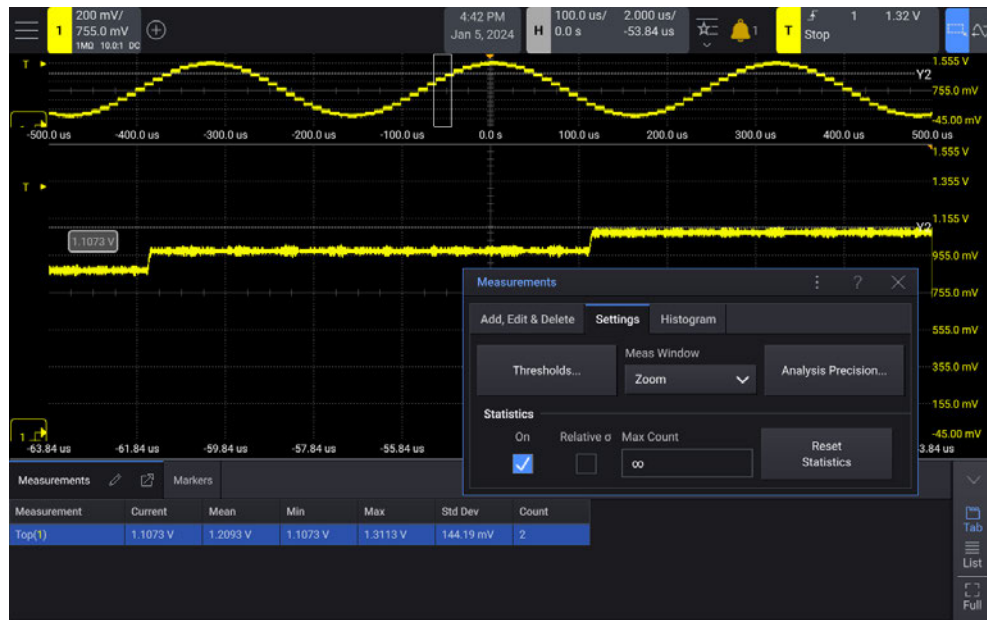 200 mV/
1
755.0 mV
1MΩ 10.0:1 DC
4:42 PM
Jan 5, 2024
H
100.0 us/
0.0 s
2.000 us/
-53.84 us
1
T
1
1.32 V
Stop
T
1.555 V
Y2
755.0 mV
-45.00 mV
-500.0 us -400.0 us -300.0 us -200.0 us -100.0 us 0.0 s 100.0 us 200.0 us 300.0 us 400.0 us 500.0 us
1.555 V
T
1.355 V
1.155 V
Y2
1.1073 V
955.0 mV
755.0 mV
555.0 mV
355.0 mV
155.0 mV
-45.00 mV
1
-63.84 us -61.84 us -59.84 us -57.84 us -55.84 us
3.84 us
Measurements
?
Add, Edit & Delete Settings Histogram
Thresholds...
Meas Window
Zoom
Analysis Precision...
Statistics
On Relative σ Max Count
∞
Reset
Statistics
Measurements Markers
Measurement Current Mean Min Max Std Dev Count
Top(1) 1.1073 V 1.2093 V 1.1073 V 1.3113 V 144.19 mV 2
Tab
List
Full